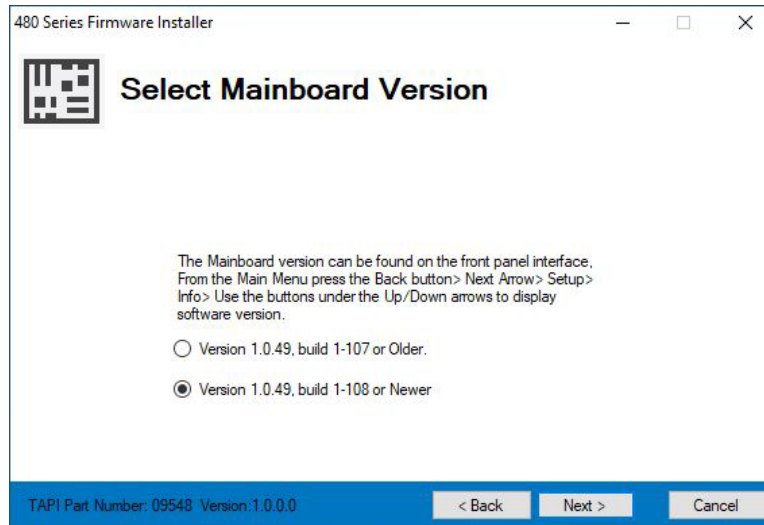 480 Series Firmware Installer
Select Mainboard Version
The Mainboard version can be found on the front panel interface,
From the Main Menu press the Back button> Next Arrow> Setup>
Info> Use the buttons under the Up/Down arrows to display
software version.
Version 1.0.49, build 1-107 or Older.
Version 1.0.49, build 1-108 or Newer
TAPI Part Number: 09548 Version:1.0.0.0
< Back
Next >
Cancel